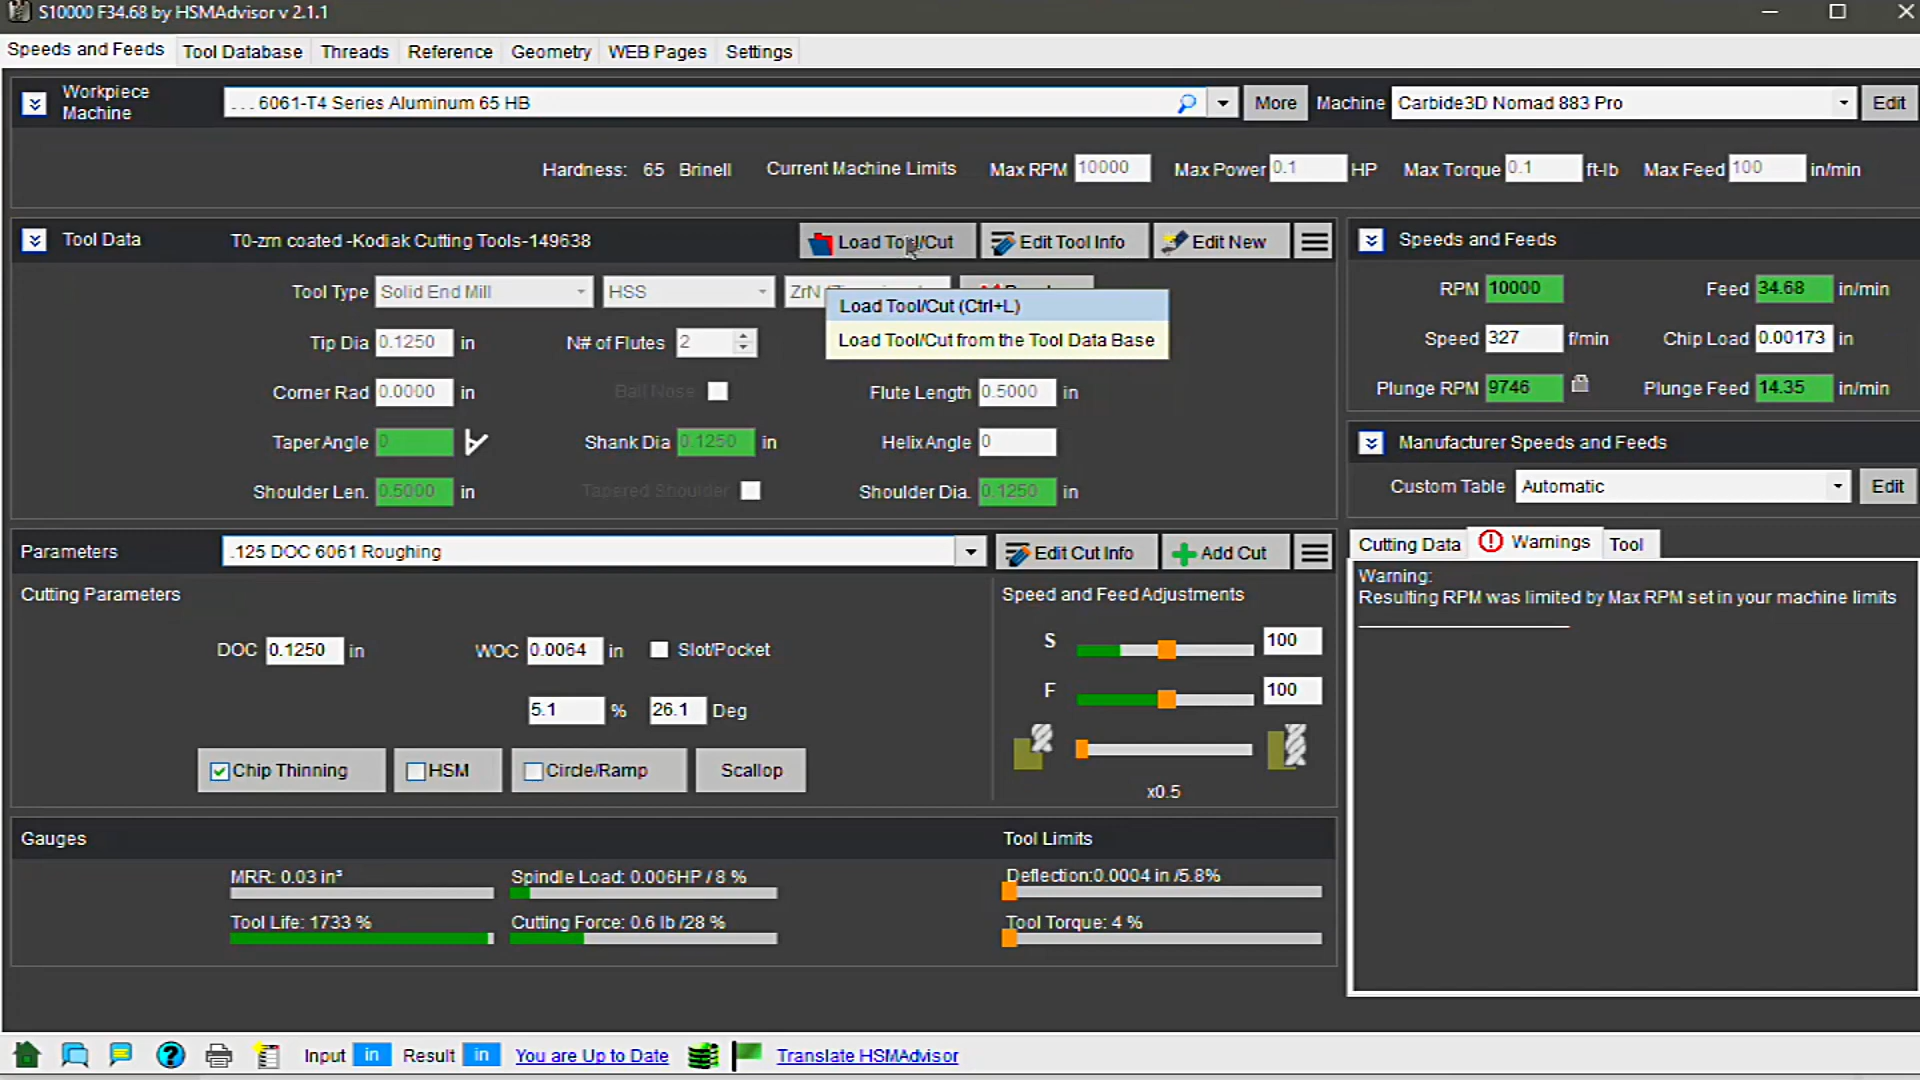 S10000 F34.68 by HSMAdvisor v 2.1.1
Speeds and Feeds Tool Database Threads Reference Geometry WEB Pages Settings
Workpiece
Machine
. . . 6061-T4 Series Aluminum 65 HB
More Machine Carbide3D Nomad 883 Pro Edit
Hardness: 65 Brinell Current Machine Limits Max RPM 10000 Max Power 0.1 HP Max Torque 0.1 ft-lb Max Feed 100 in/min
Tool Data T0-zrn coated -Kodiak Cutting Tools-149638 Load Tool/Cut Edit Tool Info Edit New
Tool Type Solid End Mill HSS ZrN
Load Tool/Cut (Ctrl+L)
Load Tool/Cut from the Tool Data Base
Tip Dia 0.1250 in N# of Flutes 2
Corner Rad 0.0000 in Ball Nose Flute Length 0.5000 in
Taper Angle 0 Shank Dia 0.1250 in Helix Angle 0
Shoulder Len. 0.5000 in Tapered Shoulder Shoulder Dia. 0.1250 in
Speeds and Feeds
RPM 10000 Feed 34.68 in/min
Speed 327 f/min Chip Load 0.00173 in
Plunge RPM 9746 Plunge Feed 14.35 in/min
Manufacturer Speeds and Feeds
Custom Table Automatic Edit
Parameters .125 DOC 6061 Roughing Edit Cut Info Add Cut
Cutting Parameters
DOC 0.1250 in WOC 0.0064 in Slot/Pocket
5.1 % 26.1 Deg
Chip Thinning HSM Circle/Ramp Scallop
Speed and Feed Adjustments
S 100
F 100
x0.5
Cutting Data Warnings Tool
Warning:
Resulting RPM was limited by Max RPM set in your machine limits
Gauges
MRR: 0.03 in³ Spindle Load: 0.006HP / 8 %
Tool Life: 1733 % Cutting Force: 0.6 lb /28 %
Tool Limits
Deflection:0.0004 in /5.8%
Tool Torque: 4 %
Input in Result in You are Up to Date Translate HSMAdvisor